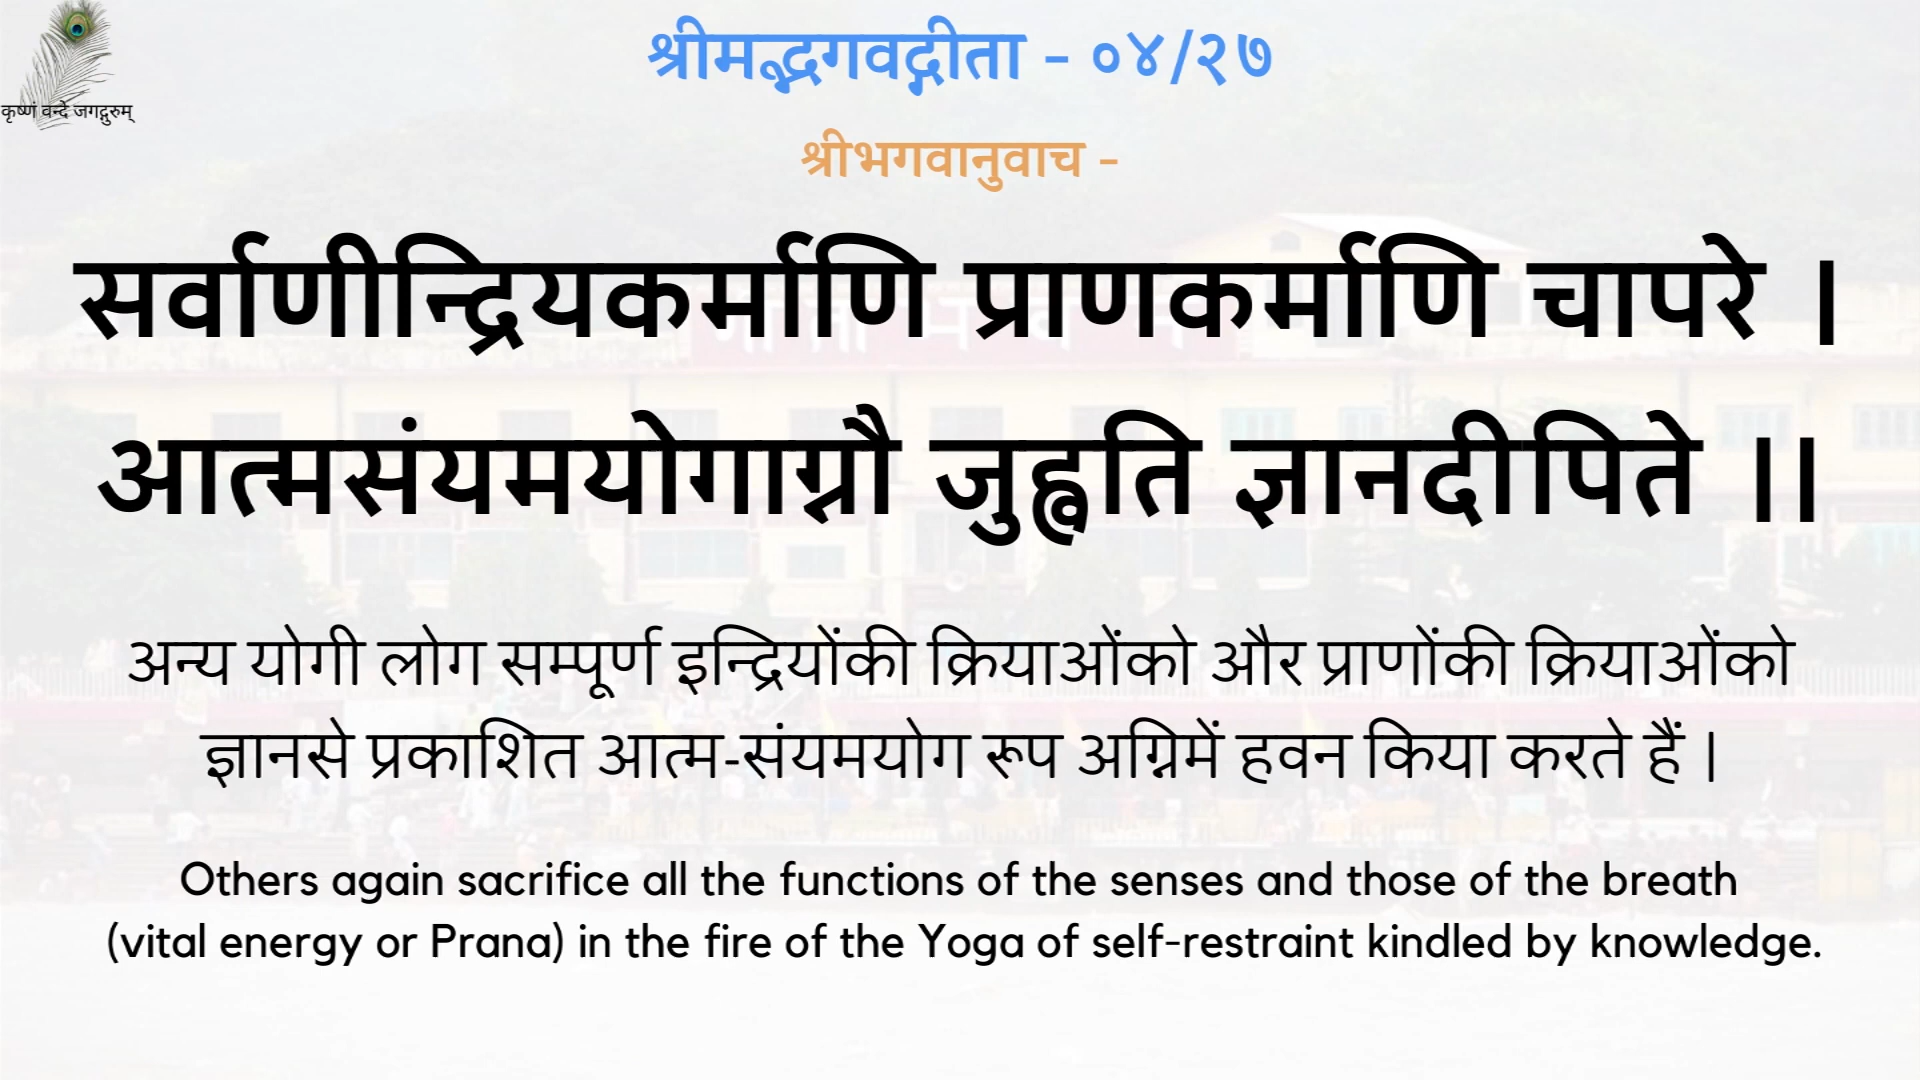 कृष्णं वन्दे जगद्गुरुम्
श्रीमद्भगवद्गीता - ०४/२७
श्रीभगवानुवाच -
सर्वाणीन्द्रियकर्माणि प्राणकर्माणि चापरे ।
आत्मसंयमयोगाग्नौ जुह्वति ज्ञानदीपिते ।।
अन्य योगी लोग सम्पूर्ण इन्द्रियोंकी क्रियाओंको और प्राणोंकी क्रियाओंको
ज्ञानसे प्रकाशित आत्म-संयमयोग रूप अग्निमें हवन किया करते हैं ।
Others again sacrifice all the functions of the senses and those of the breath
(vital energy or Prana) in the fire of the Yoga of self-restraint kindled by knowledge.